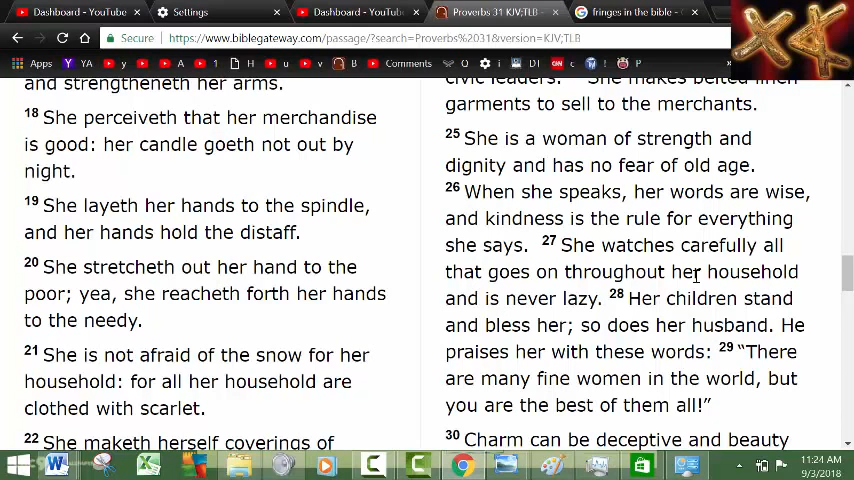 Dashboard - YouTube
Settings
Dashboard - YouTub
Proverbs 31 KJV;TLB -
fringes in the bible -
Secure
https://www.biblegateway.com/passage/?search=Proverbs%2031&version=KJV;TLB
Apps YA y y A H u v B Comments Q i D1 cnn c W P
and strengtheneth her arms.
18 She perceiveth that her merchandise
is good: her candle goeth not out by
night.
19 She layeth her hands to the spindle,
and her hands hold the distaff.
20 She stretcheth out her hand to the
poor; yea, she reacheth forth her hands
to the needy.
21 She is not afraid of the snow for her
household: for all her household are
clothed with scarlet.
22 She maketh herself coverings of
civic leaders. She makes belted linen
garments to sell to the merchants.
25 She is a woman of strength and
dignity and has no fear of old age.
26 When she speaks, her words are wise,
and kindness is the rule for everything
she says. 27 She watches carefully all
that goes on throughout her household
and is never lazy. 28 Her children stand
and bless her; so does her husband. He
praises her with these words: 29 “There
are many fine women in the world, but
you are the best of them all!”
30 Charm can be deceptive and beauty
11:24 AM
9/3/2018